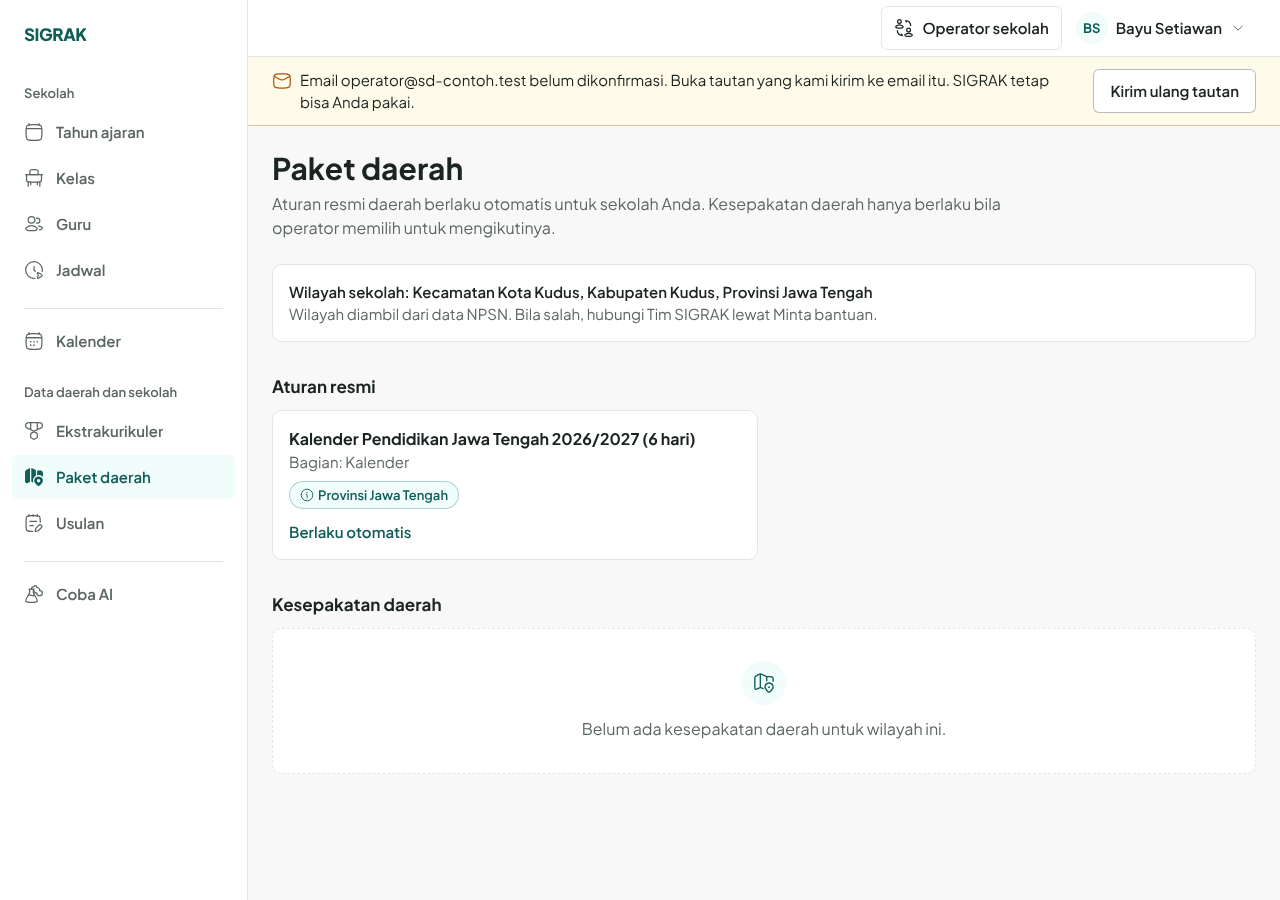 SIGRAK
Operator sekolah
BS
Bayu Setiawan
Sekolah
Tahun ajaran
Kelas
Guru
Jadwal
Kalender
Data daerah dan sekolah
Ekstrakurikuler
Paket daerah
Usulan
Coba AI
Email operator@sd-contoh.test belum dikonfirmasi. Buka tautan yang kami kirim ke email itu. SIGRAK tetap
bisa Anda pakai.
Kirim ulang tautan
Paket daerah
Aturan resmi daerah berlaku otomatis untuk sekolah Anda. Kesepakatan daerah hanya berlaku bila
operator memilih untuk mengikutinya.
Wilayah sekolah: Kecamatan Kota Kudus, Kabupaten Kudus, Provinsi Jawa Tengah
Wilayah diambil dari data NPSN. Bila salah, hubungi Tim SIGRAK lewat Minta bantuan.
Aturan resmi
Kalender Pendidikan Jawa Tengah 2026/2027 (6 hari)
Bagian: Kalender
Provinsi Jawa Tengah
Berlaku otomatis
Kesepakatan daerah
Belum ada kesepakatan daerah untuk wilayah ini.